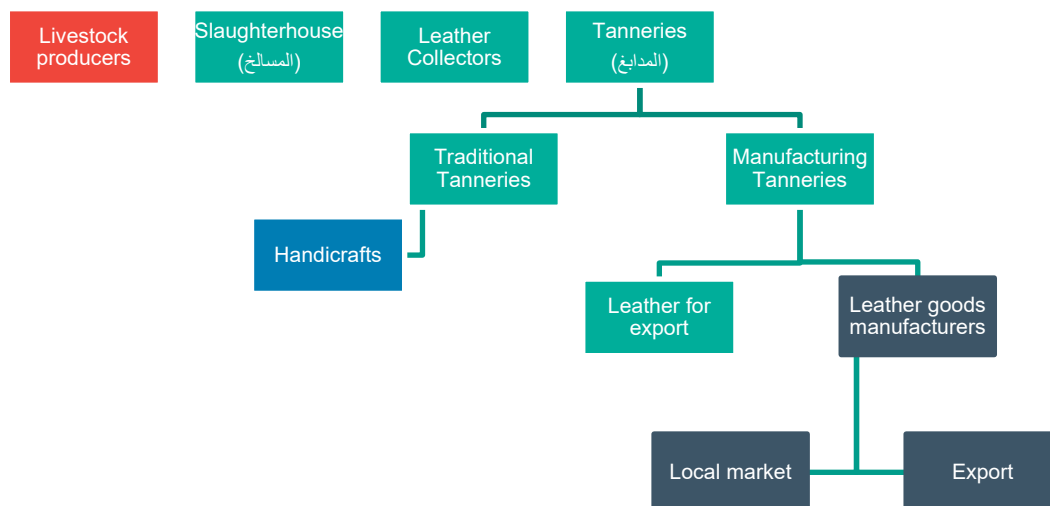 Livestock
producers
Slaughterhouse
(المسالخ)
Leather
Collectors
Tanneries
(المدابغ)
Traditional
Tanneries
Manufacturing
Tanneries
Handicrafts
Leather for
export
Leather goods
manufacturers
Local market
Export